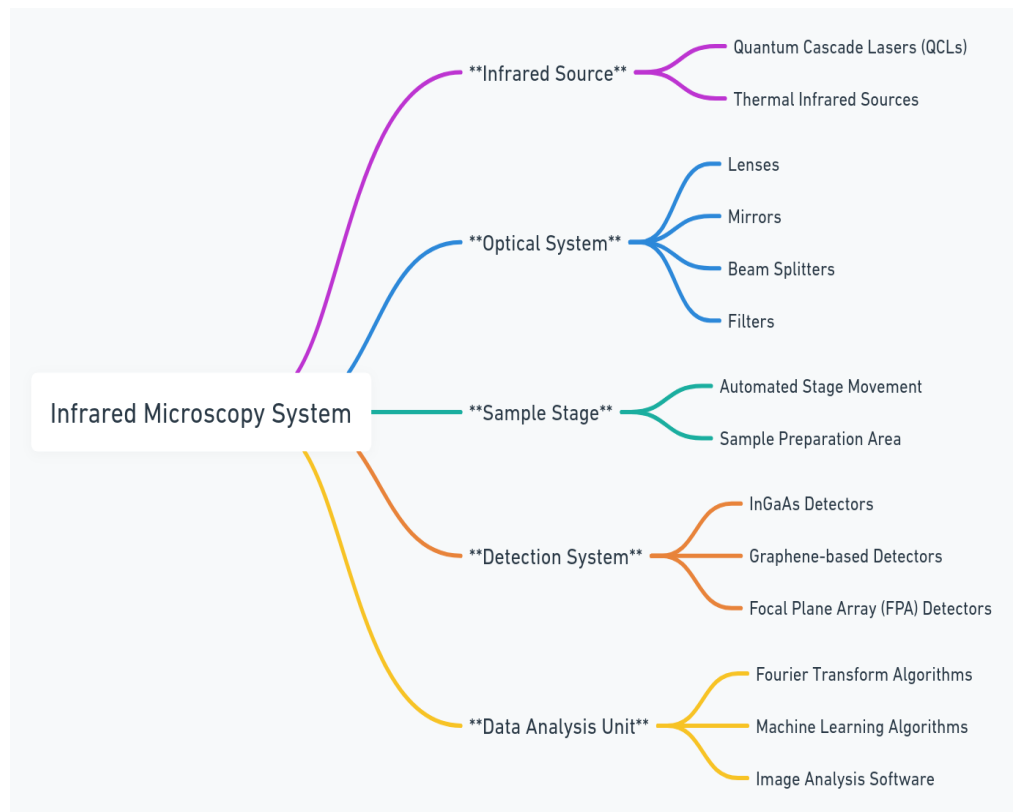 Infrared Microscopy System
**Infrared Source**
Quantum Cascade Lasers (QCLs)
Thermal Infrared Sources
**Optical System**
Lenses
Mirrors
Beam Splitters
Filters
**Sample Stage**
Automated Stage Movement
Sample Preparation Area
**Detection System**
InGaAs Detectors
Graphene-based Detectors
Focal Plane Array (FPA) Detectors
**Data Analysis Unit**
Fourier Transform Algorithms
Machine Learning Algorithms
Image Analysis Software